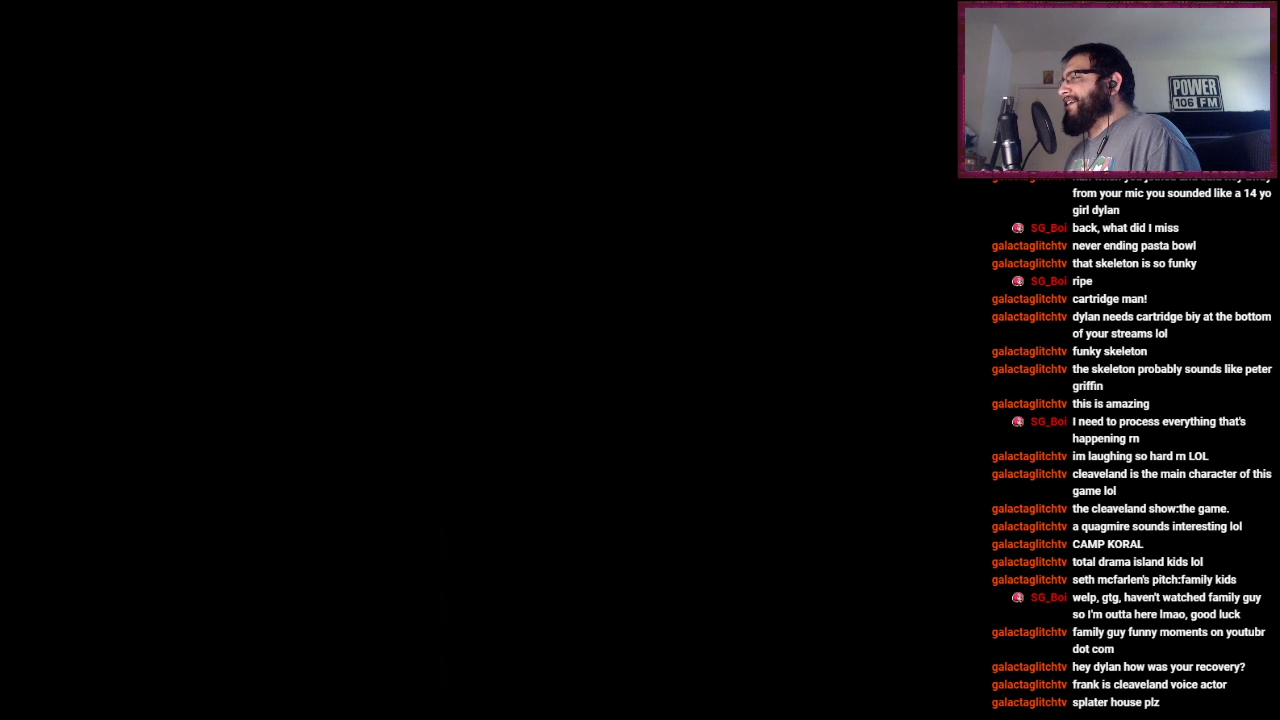 POWER
106 FM
from your mic you sounded like a 14 yo
girl dylan
SG_Boi back, what did I miss
galactaglitchtv never ending pasta bowl
galactaglitchtv that skeleton is so funky
SG_Boi ripe
galactaglitchtv cartridge man!
galactaglitchtv dylan needs cartridge biy at the bottom
of your streams lol
galactaglitchtv funky skeleton
galactaglitchtv the skeleton probably sounds like peter
griffin
galactaglitchtv this is amazing
SG_Boi I need to process everything that's
happening rn
galactaglitchtv im laughing so hard rn LOL
galactaglitchtv cleaveland is the main character of this
game lol
galactaglitchtv the cleaveland show:the game.
galactaglitchtv a quagmire sounds interesting lol
galactaglitchtv CAMP KORAL
galactaglitchtv total drama island kids lol
galactaglitchtv seth mcfarlen's pitch:family kids
SG_Boi welp, gtg, haven't watched family guy
so I'm outta here lmao, good luck
galactaglitchtv family guy funny moments on youtubr
dot com
galactaglitchtv hey dylan how was your recovery?
galactaglitchtv frank is cleaveland voice actor
galactaglitchtv splater house plz